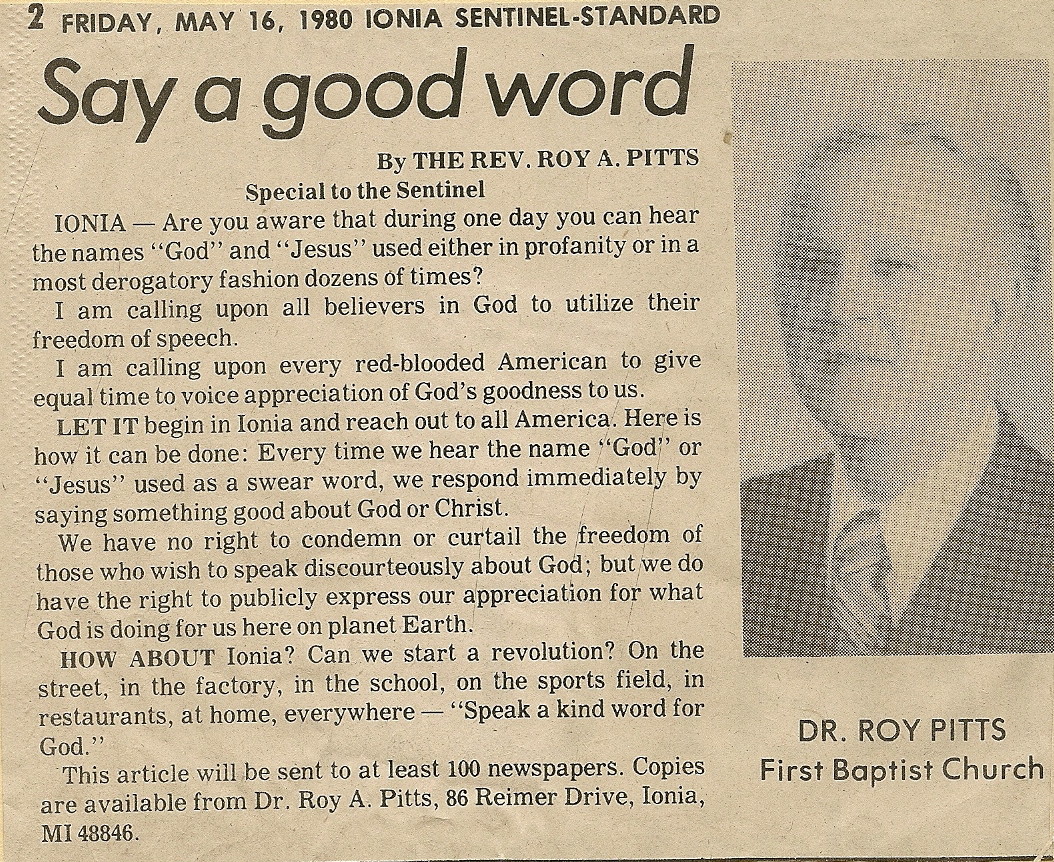 2 FRIDAY, MAY 16, 1980 IONIA SENTINEL-STANDARD
Say a good word
By THE REV. ROY A. PITTS
Special to the Sentinel
IONIA — Are you aware that during one day you can hear
the names "God" and "Jesus" used either in profanity or in a
most derogatory fashion dozens of times?
I am calling upon all believers in God to utilize their
freedom of speech.
I am calling upon every red-blooded American to give
equal time to voice appreciation of God's goodness to us.
LET IT begin in Ionia and reach out to all America. Here is
how it can be done: Every time we hear the name "God" or
"Jesus" used as a swear word, we respond immediately by
saying something good about God or Christ.
We have no right to condemn or curtail the freedom of
those who wish to speak discourteously about God; but we do
have the right to publicly express our appreciation for what
God is doing for us here on planet Earth.
HOW ABOUT Ionia? Can we start a revolution? On the
street, in the factory, in the school, on the sports field, in
restaurants, at home, everywhere — "Speak a kind word for
God."
This article will be sent to at least 100 newspapers. Copies
are available from Dr. Roy A. Pitts, 86 Reimer Drive, Ionia,
MI 48846.
DR. ROY PITTS
First Baptist Church